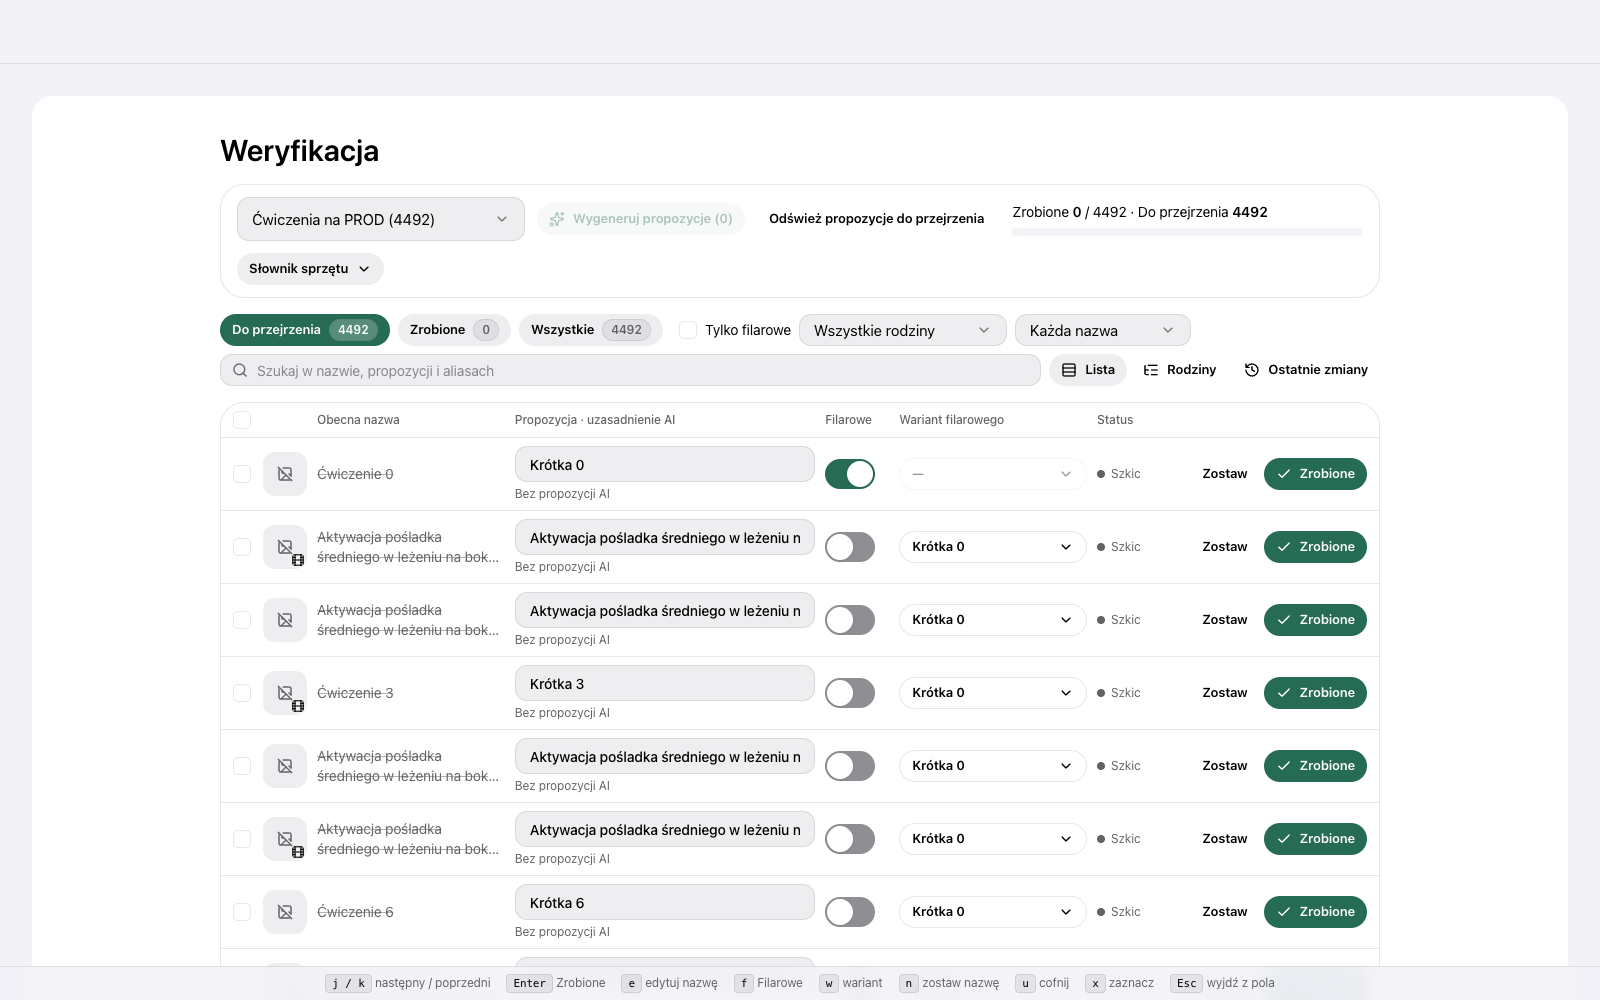 Weryfikacja
Ćwiczenia na PROD (4492)
Wygeneruj propozycje (0)
Odśwież propozycje do przejrzenia
Zrobione 0 / 4492 · Do przejrzenia 4492
Słownik sprzętu
Do przejrzenia 4492
Zrobione 0
Wszystkie 4492
Tylko filarowe
Wszystkie rodziny
Każda nazwa
Szukaj w nazwie, propozycji i aliasach
Lista
Rodziny
Ostatnie zmiany
Obecna nazwa
Propozycja · uzasadnienie AI
Filarowe
Wariant filarowego
Status
Ćwiczenie 0
Krótka 0
Bez propozycji AI
—
Szkic
Zostaw
Zrobione
Aktywacja pośladka
średniego w leżeniu na bok...
Aktywacja pośladka średniego w leżeniu n
Bez propozycji AI
Krótka 0
Szkic
Zostaw
Zrobione
Aktywacja pośladka
średniego w leżeniu na bok...
Aktywacja pośladka średniego w leżeniu n
Bez propozycji AI
Krótka 0
Szkic
Zostaw
Zrobione
Ćwiczenie 3
Krótka 3
Bez propozycji AI
Krótka 0
Szkic
Zostaw
Zrobione
Aktywacja pośladka
średniego w leżeniu na bok...
Aktywacja pośladka średniego w leżeniu n
Bez propozycji AI
Krótka 0
Szkic
Zostaw
Zrobione
Aktywacja pośladka
średniego w leżeniu na bok...
Aktywacja pośladka średniego w leżeniu n
Bez propozycji AI
Krótka 0
Szkic
Zostaw
Zrobione
Ćwiczenie 6
Krótka 6
Bez propozycji AI
Krótka 0
Szkic
Zostaw
Zrobione
j / k następny / poprzedni Enter Zrobione e edytuj nazwę f Filarowe w wariant n zostaw nazwę u cofnij x zaznacz Esc wyjdź z pola